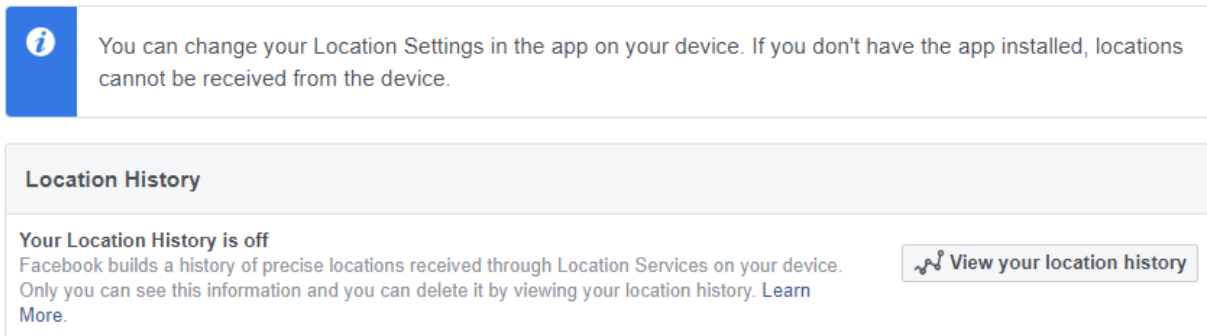 You can change your Location Settings in the app on your device. If you don't have the app installed, locations
cannot be received from the device.
Location History
Your Location History is off
Facebook builds a history of precise locations received through Location Services on your device.
Only you can see this information and you can delete it by viewing your location history. Learn
More.
View your location history